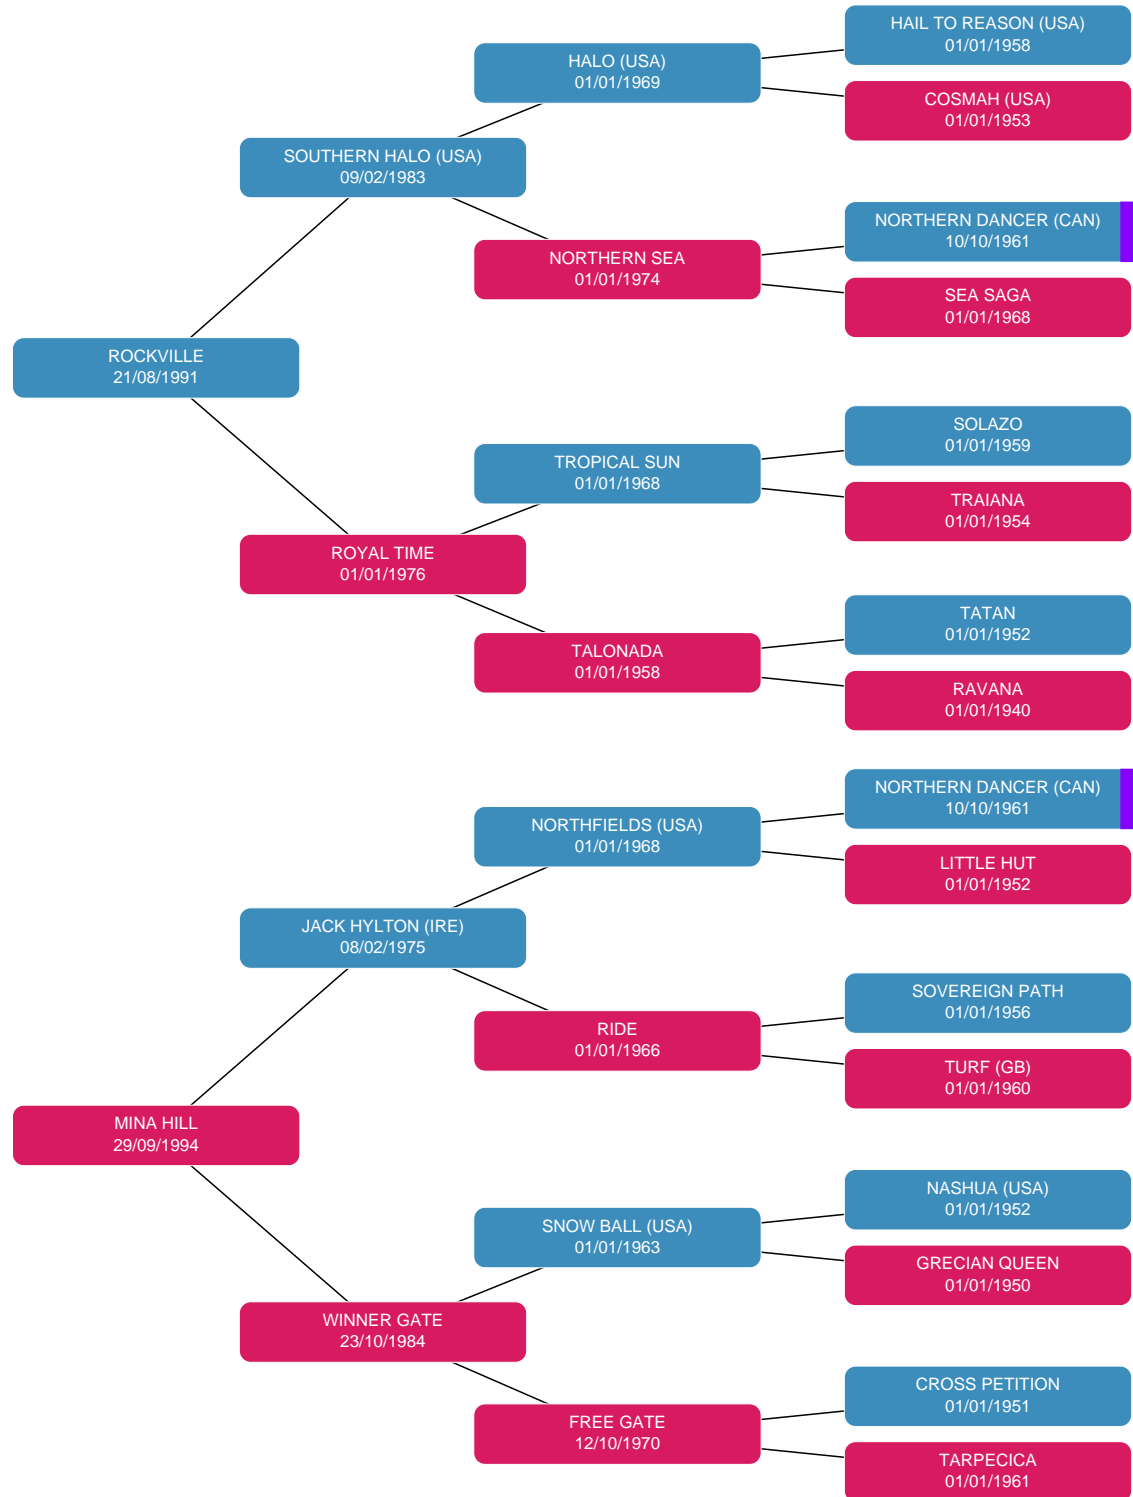 HAIL TO REASON (USA)
01/01/1958
HALO (USA)
01/01/1969
COSMAH (USA)
01/01/1953
SOUTHERN HALO (USA)
09/02/1983
NORTHERN DANCER (CAN)
10/10/1961
NORTHERN SEA
01/01/1974
SEA SAGA
01/01/1968
ROCKVILLE
21/08/1991
SOLAZO
01/01/1959
TROPICAL SUN
01/01/1968
TRAIANA
01/01/1954
ROYAL TIME
01/01/1976
TATAN
01/01/1952
TALONADA
01/01/1958
RAVANA
01/01/1940
NORTHERN DANCER (CAN)
10/10/1961
NORTHFIELDS (USA)
01/01/1968
LITTLE HUT
01/01/1952
JACK HYLTON (IRE)
08/02/1975
SOVEREIGN PATH
01/01/1956
RIDE
01/01/1966
TURF (GB)
01/01/1960
MINA HILL
29/09/1994
NASHUA (USA)
01/01/1952
SNOW BALL (USA)
01/01/1963
GRECIAN QUEEN
01/01/1950
WINNER GATE
23/10/1984
CROSS PETITION
01/01/1951
FREE GATE
12/10/1970
TARPECICA
01/01/1961